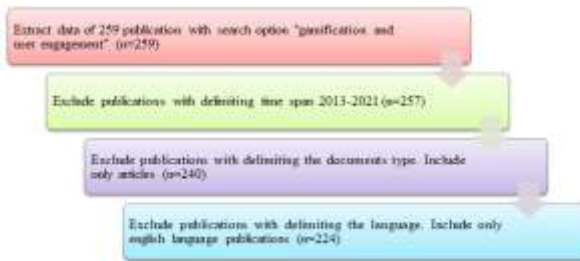 Extract data of 259 publication with search option "gamification and
user engagement" (n=259)
Exclude publications with delimiting time span 2013-2021 (n=257)
Exclude publications with delimiting the documents type. Include
only articles (n=240)
Exclude publications with delimiting the language. Include only
english language publications (n=224)